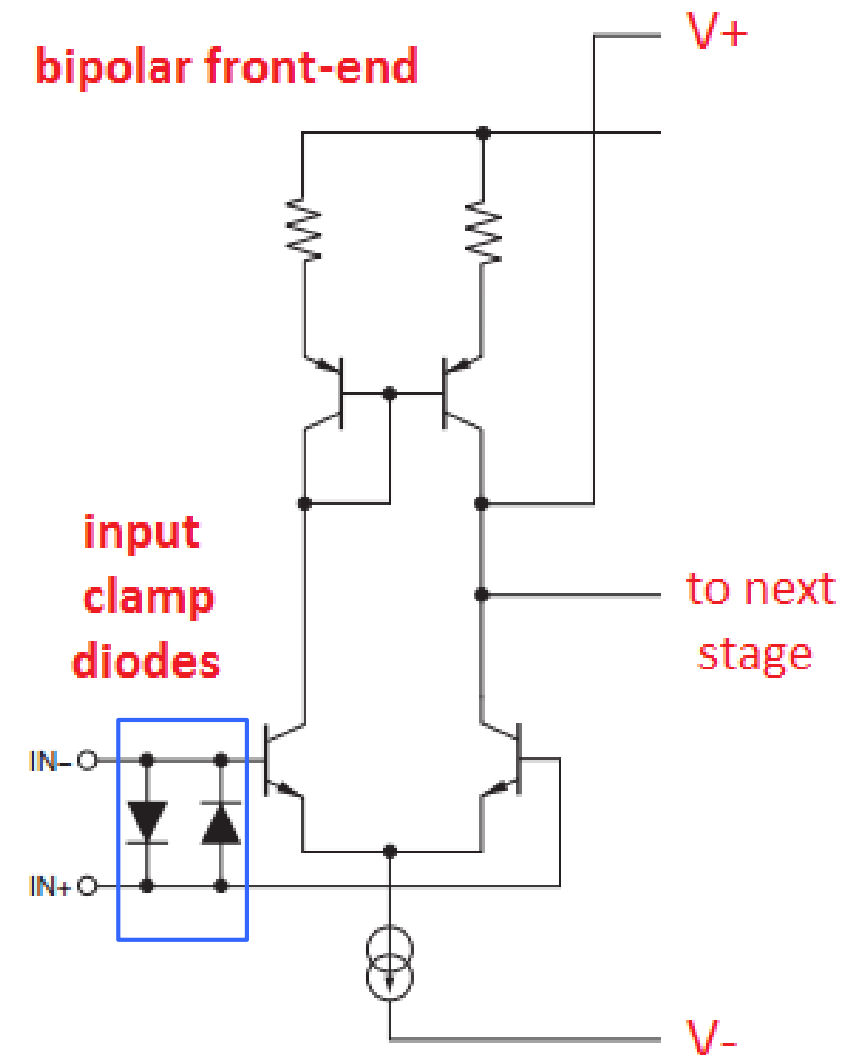 V+
bipolar front-end
input
clamp
diodes
to next
stage
IN–
IN+
V-